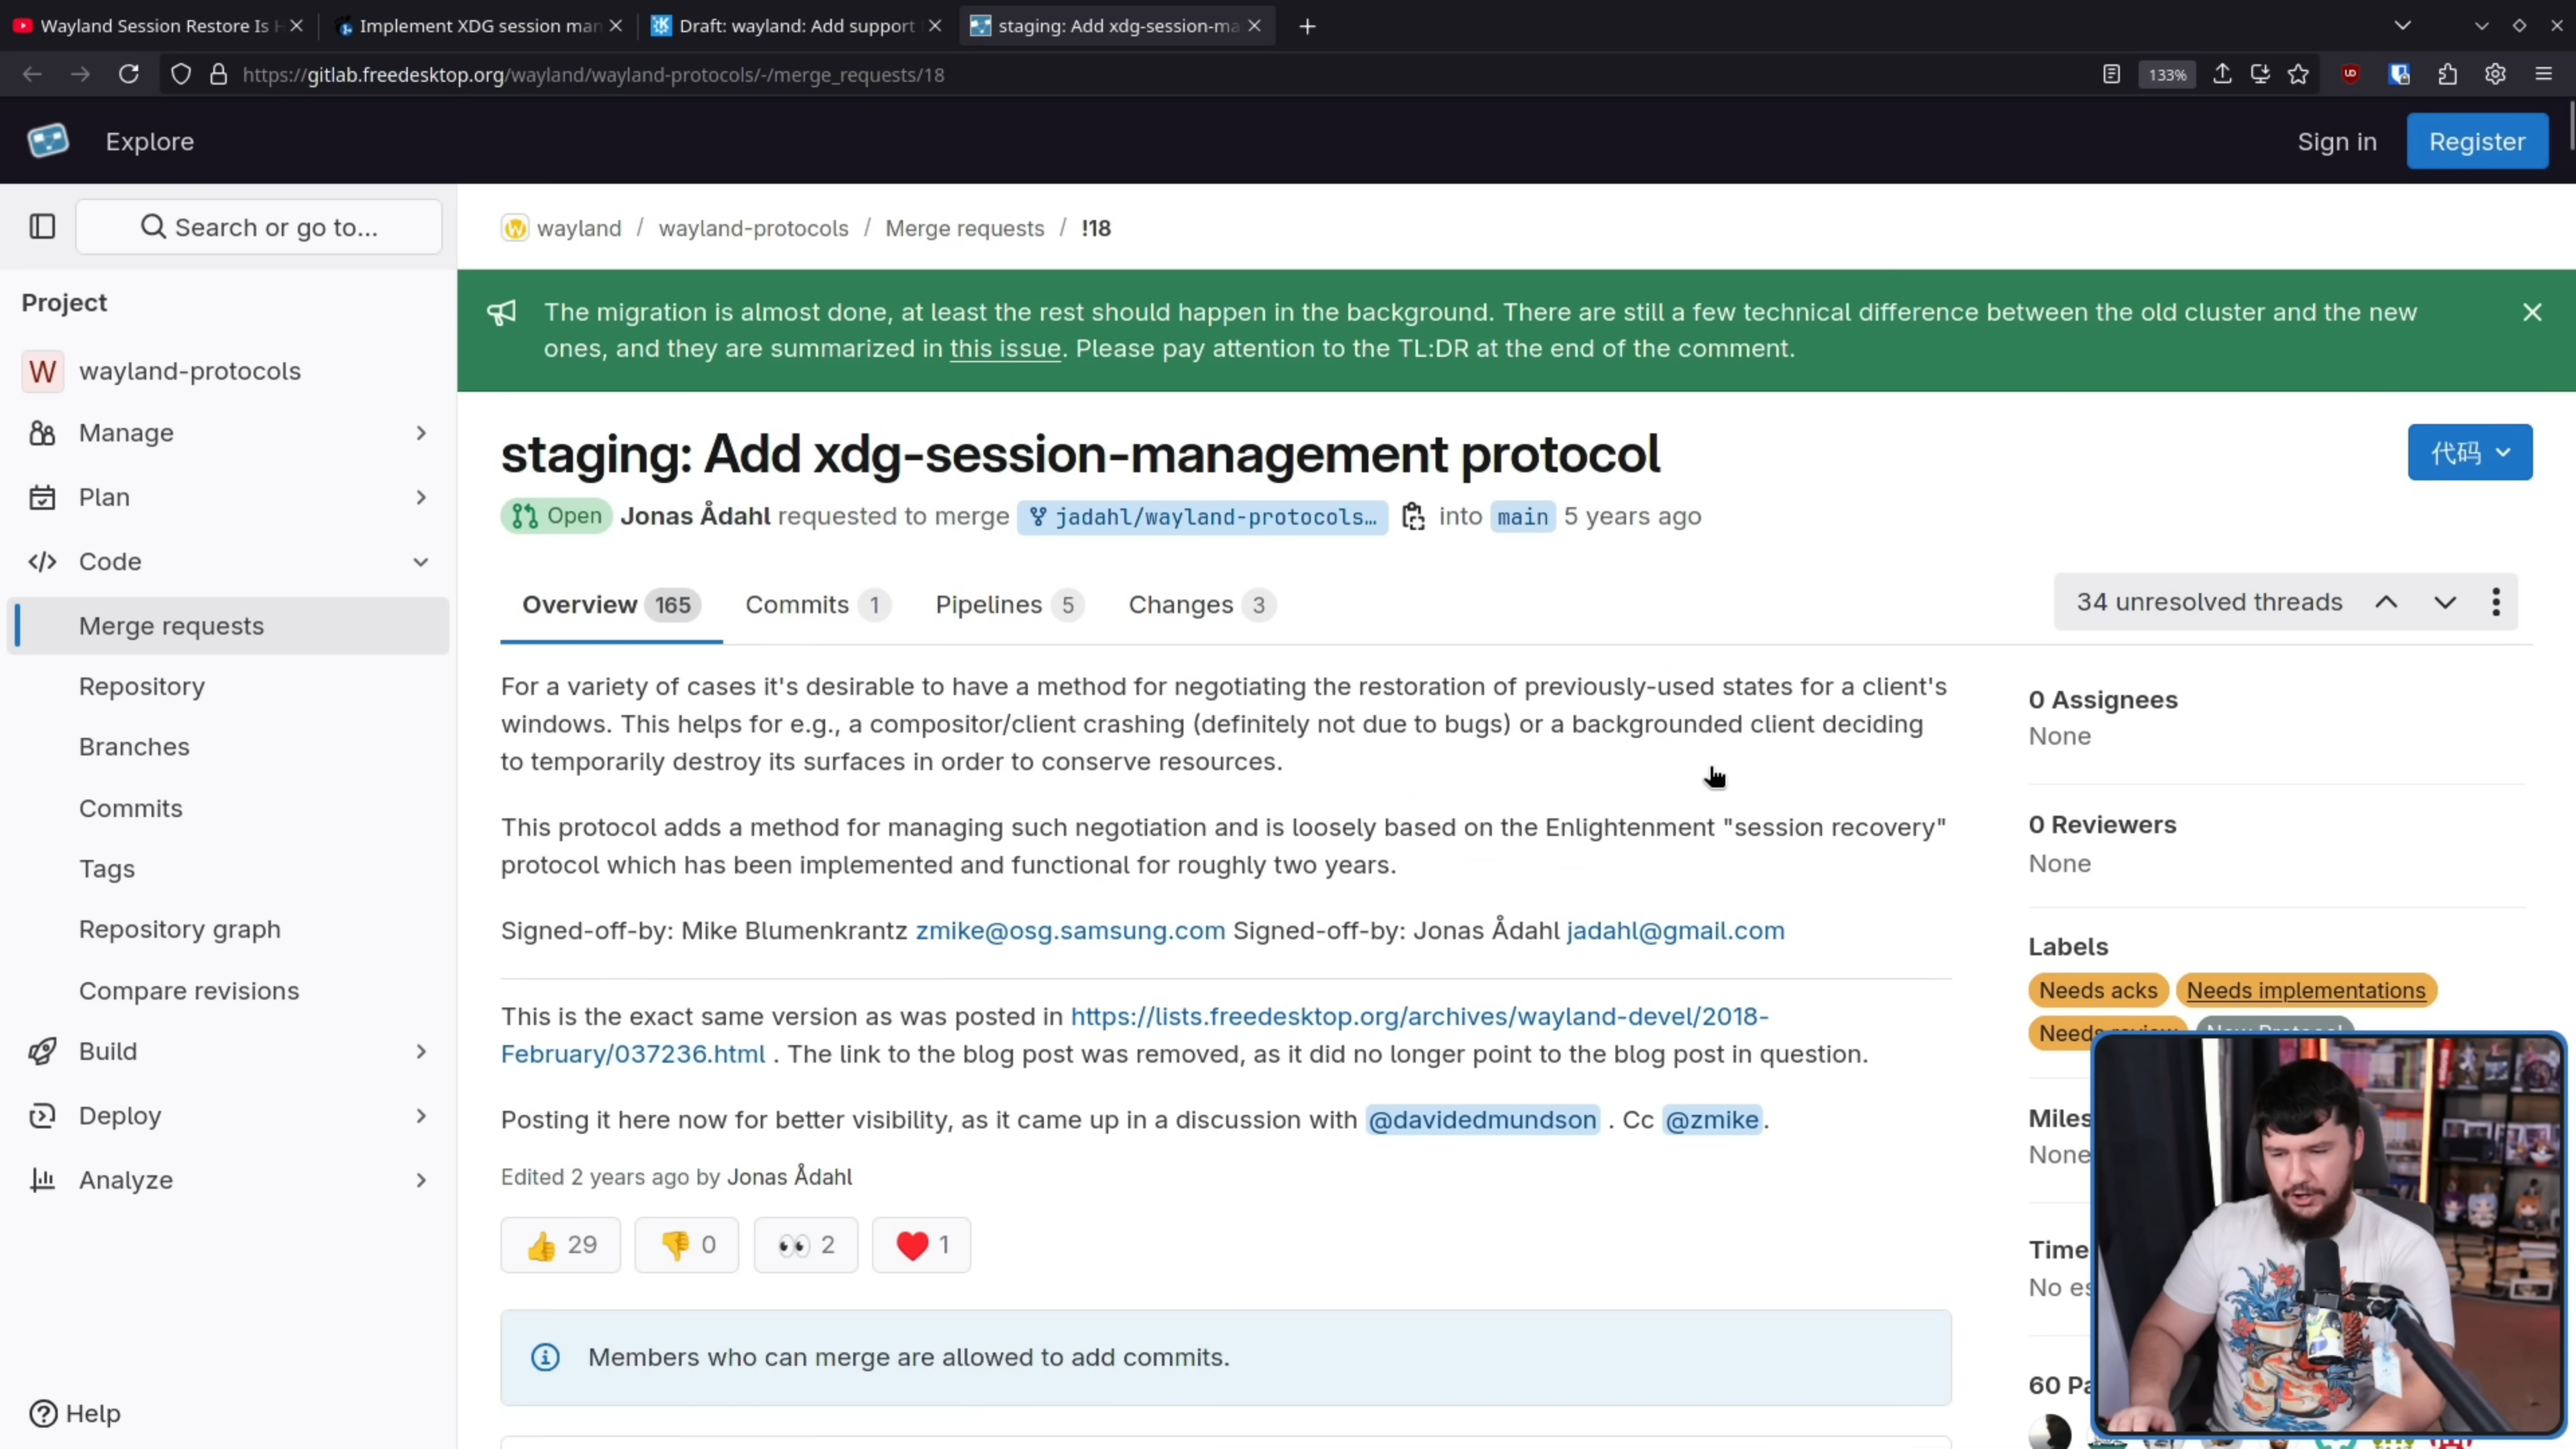 Wayland Session Restore Is H
Implement XDG session man
Draft: wayland: Add support
staging: Add xdg-session-ma
https://gitlab.freedesktop.org/wayland/wayland-protocols/-/merge_requests/18
133%
Explore
Sign in
Register
Search or go to...
wayland / wayland-protocols / Merge requests / !18
Project
The migration is almost done, at least the rest should happen in the background. There are still a few technical difference between the old cluster and the new
ones, and they are summarized in this issue. Please pay attention to the TL:DR at the end of the comment.
W wayland-protocols
Manage
Plan
Code
Merge requests
Repository
Branches
Commits
Tags
Repository graph
Compare revisions
Build
Deploy
Analyze
Help
staging: Add xdg-session-management protocol
代码
Open Jonas Ådahl requested to merge jadahl/wayland-protocols… into main 5 years ago
Overview 165 Commits 1 Pipelines 5 Changes 3
34 unresolved threads
For a variety of cases it's desirable to have a method for negotiating the restoration of previously-used states for a client's
windows. This helps for e.g., a compositor/client crashing (definitely not due to bugs) or a backgrounded client deciding
to temporarily destroy its surfaces in order to conserve resources.
This protocol adds a method for managing such negotiation and is loosely based on the Enlightenment "session recovery"
protocol which has been implemented and functional for roughly two years.
Signed-off-by: Mike Blumenkrantz zmike@osg.samsung.com Signed-off-by: Jonas Ådahl jadahl@gmail.com
This is the exact same version as was posted in https://lists.freedesktop.org/archives/wayland-devel/2018-
February/037236.html . The link to the blog post was removed, as it did no longer point to the blog post in question.
Posting it here now for better visibility, as it came up in a discussion with @davidedmundson . Cc @zmike.
Edited 2 years ago by Jonas Ådahl
👍 29 👎 0 👀 2 ❤️ 1
Members who can merge are allowed to add commits.
0 Assignees
None
0 Reviewers
None
Labels
Needs acks Needs implementations
Needs review New Protocol
Miles
None
Time
No es
60 Pa